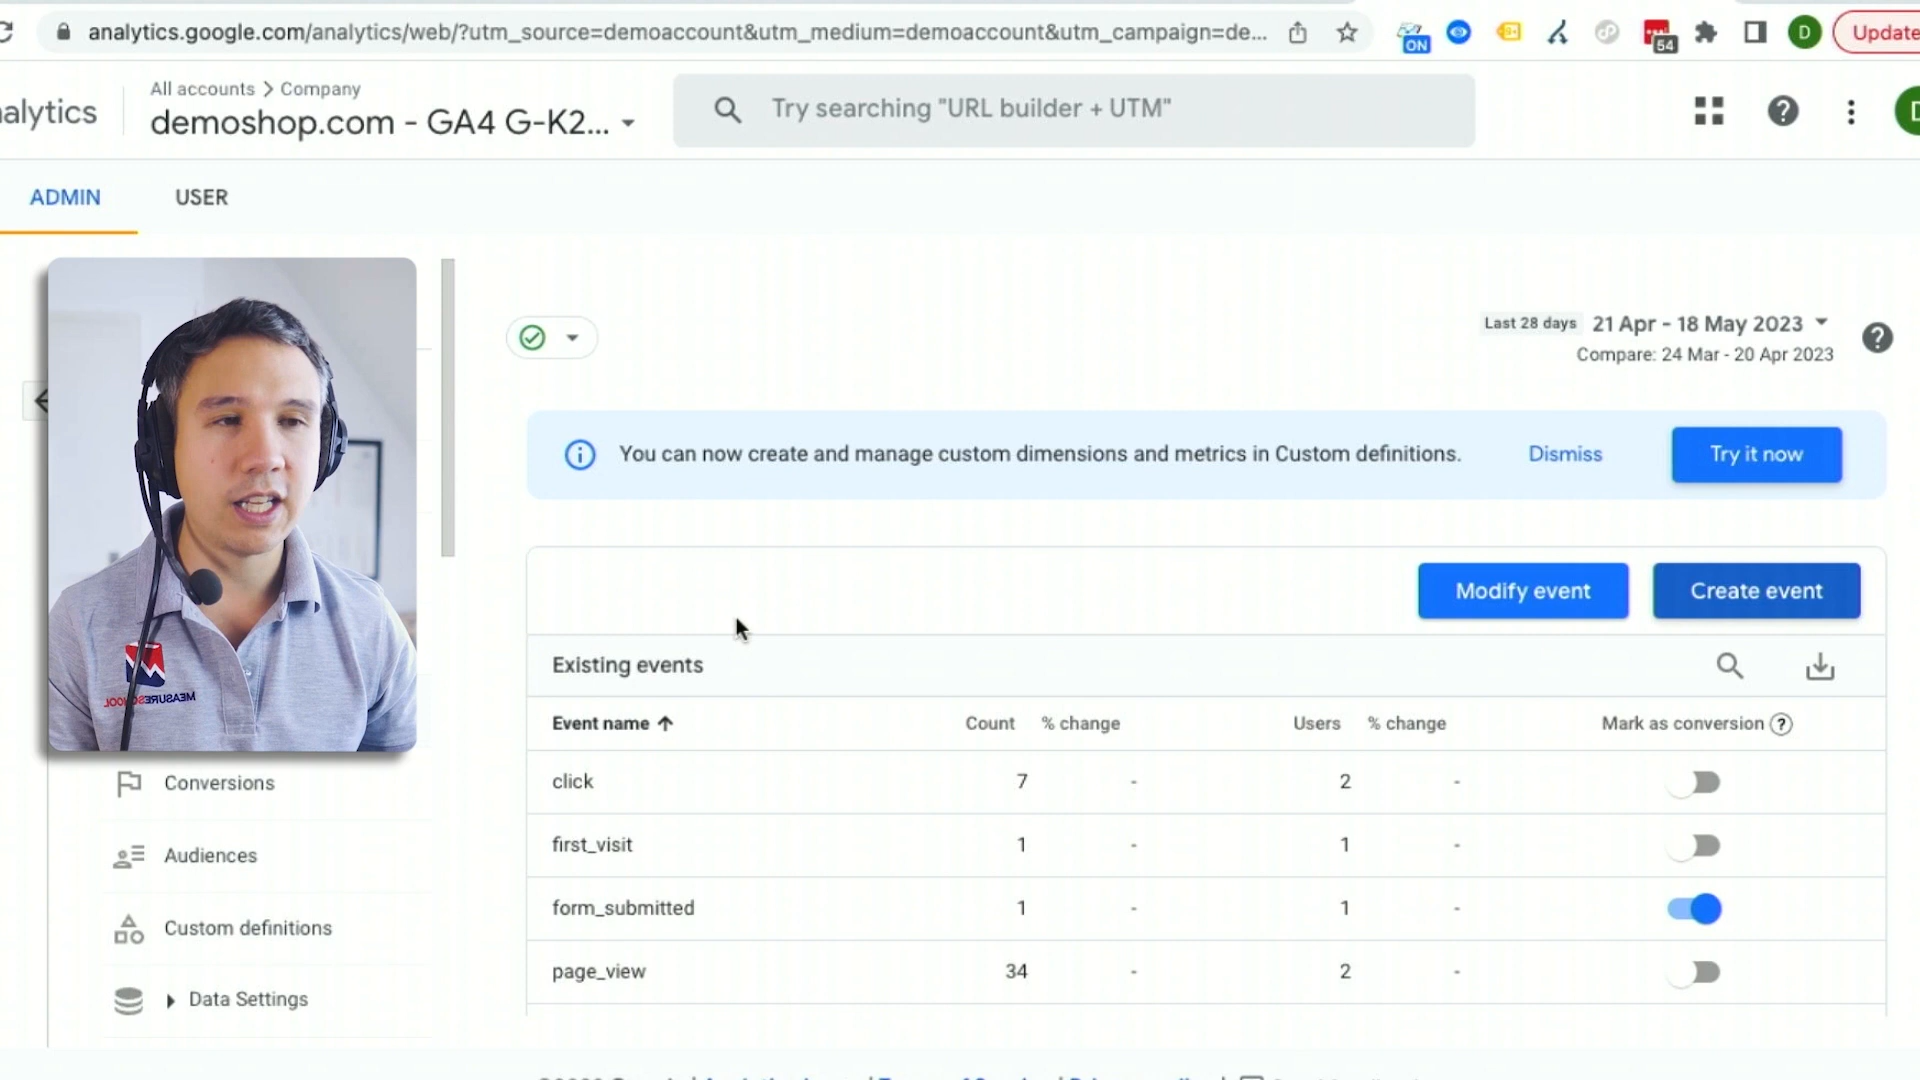 analytics.google.com/analytics/web/?utm_source=demoaccount&utm_medium=demoaccount&utm_campaign=de...
ON
54
D
Update
alytics
All accounts > Company
demoshop.com - GA4 G-K2...
Try searching "URL builder + UTM"
ADMIN
USER
Last 28 days 21 Apr - 18 May 2023
Compare: 24 Mar - 20 Apr 2023
You can now create and manage custom dimensions and metrics in Custom definitions.
Dismiss
Try it now
Modify event
Create event
Existing events
Event name Count % change Users % change Mark as conversion
click 7 - 2 -
first_visit 1 - 1 -
form_submitted 1 - 1 -
page_view 34 - 2 -
MEASURESCHOOL
Conversions
Audiences
Custom definitions
Data Settings